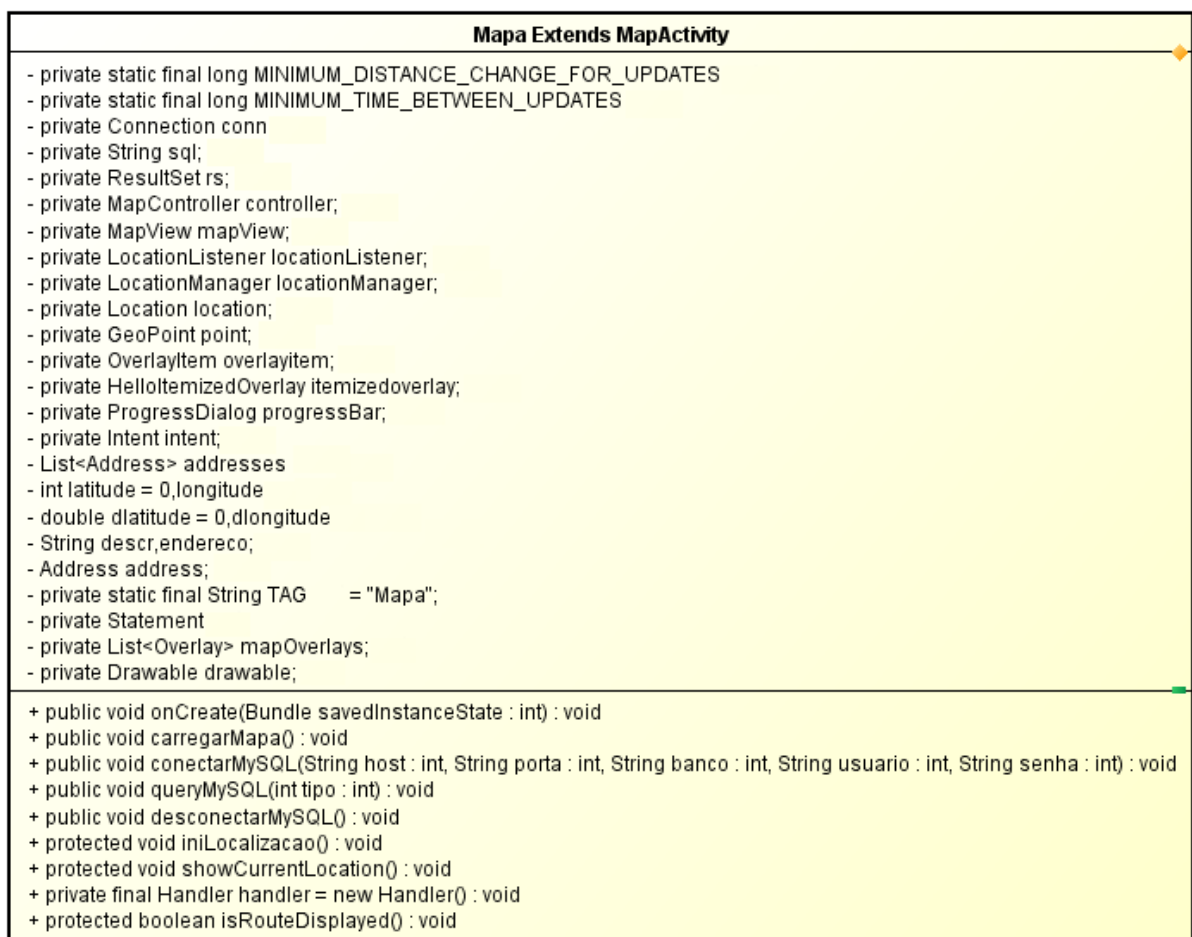 Mapa Extends MapActivity
- private static final long MINIMUM_DISTANCE_CHANGE_FOR_UPDATES
- private static final long MINIMUM_TIME_BETWEEN_UPDATES
- private Connection conn
- private String sql;
- private ResultSet rs;
- private MapController controller;
- private MapView mapView;
- private LocationListener locationListener;
- private LocationManager locationManager;
- private Location location;
- private GeoPoint point;
- private OverlayItem overlayitem;
- private HelloItemizedOverlay itemizedoverlay;
- private ProgressDialog progressBar;
- private Intent intent;
- List<Address> addresses
- int latitude = 0,longitude
- double dlatitude = 0,dlongitude
- String descr,endereco;
- Address address;
- private static final String TAG = "Mapa";
- private Statement
- private List<Overlay> mapOverlays;
- private Drawable drawable;
+ public void onCreate(Bundle savedInstanceState : int) : void
+ public void carregarMapa() : void
+ public void conectarMySQL(String host : int, String porta : int, String banco : int, String usuario : int, String senha : int) : void
+ public void queryMySQL(int tipo : int) : void
+ public void desconectarMySQL() : void
+ protected void iniLocalizacao() : void
+ protected void showCurrentLocation() : void
+ private final Handler handler = new Handler() : void
+ protected boolean isRouteDisplayed() : void